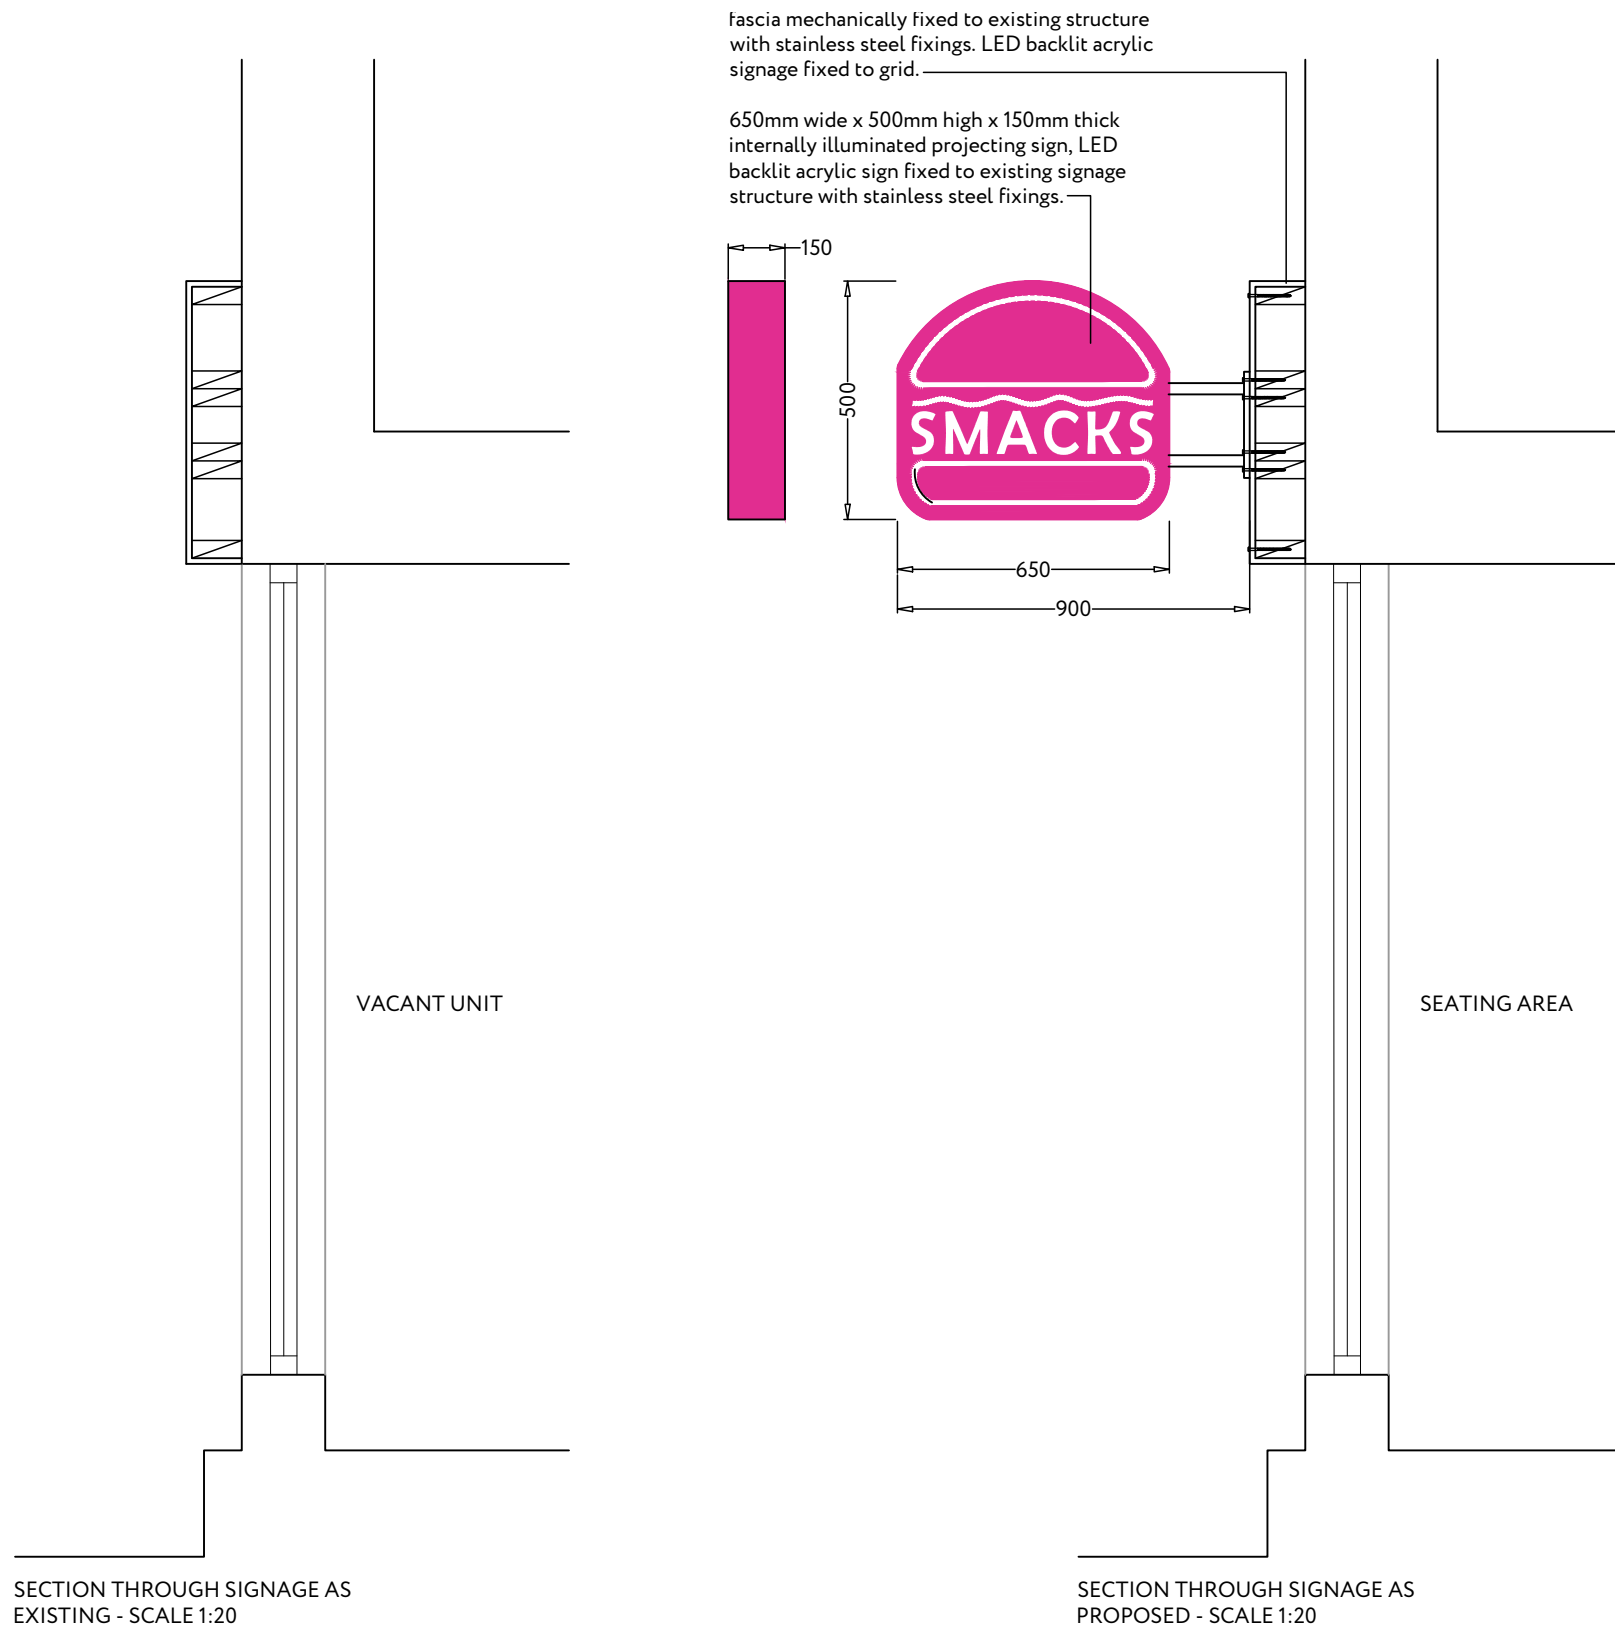 fascia mechanically fixed to existing structure
with stainless steel fixings. LED backlit acrylic
signage fixed to grid.
650mm wide x 500mm high x 150mm thick
internally illuminated projecting sign, LED
backlit acrylic sign fixed to existing signage
structure with stainless steel fixings.
150
500
SMACKS
650
900
VACANT UNIT
SEATING AREA
SECTION THROUGH SIGNAGE AS
EXISTING - SCALE 1:20
SECTION THROUGH SIGNAGE AS
PROPOSED - SCALE 1:20